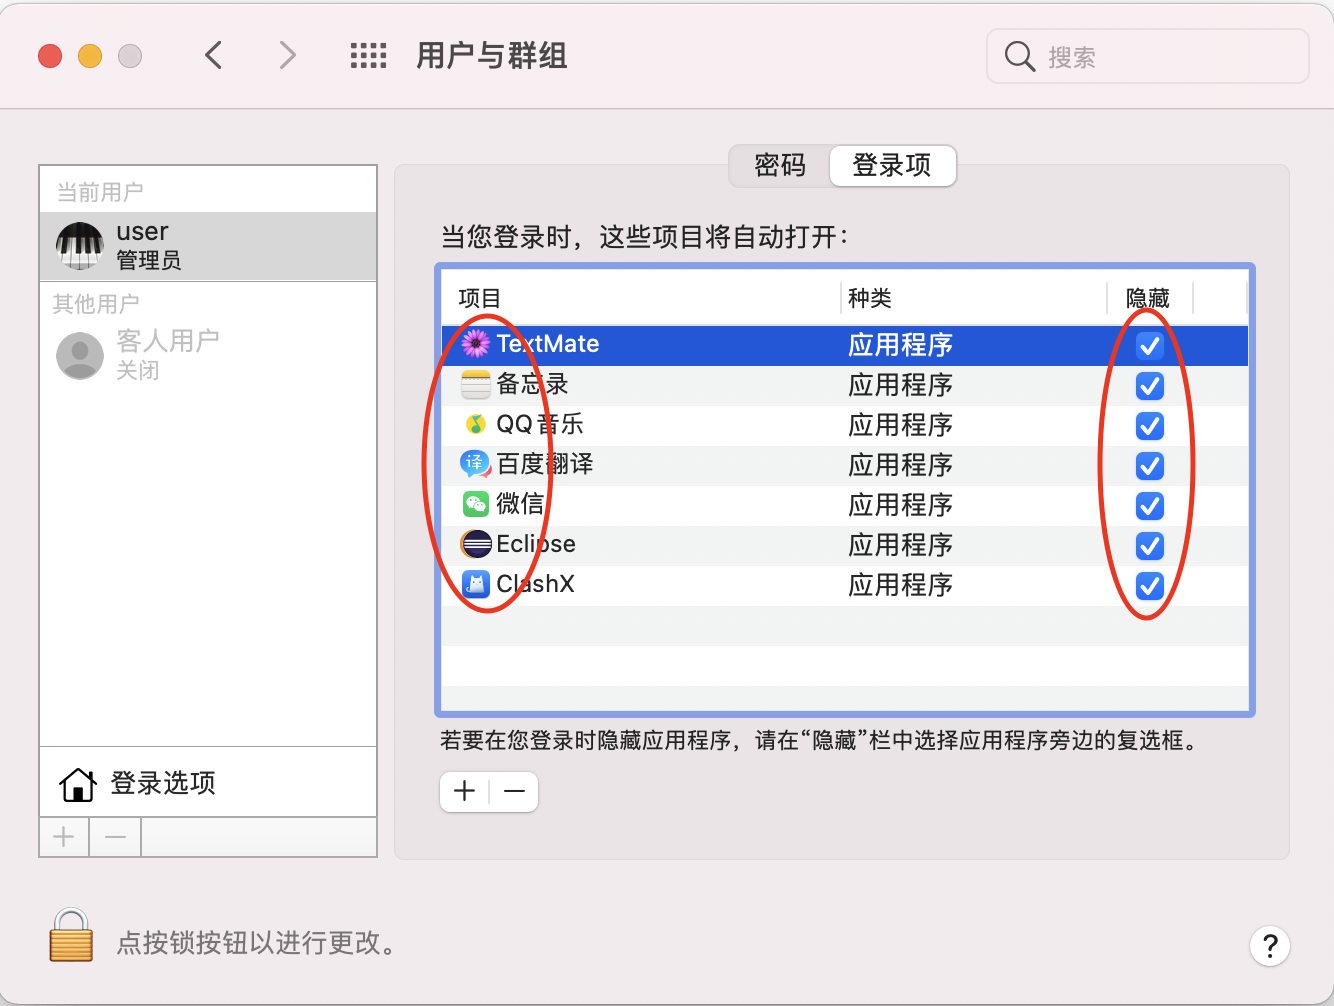 用户与群组
搜索
密码 登录项
当前用户
user
管理员
其他用户
客人用户
关闭
登录选项
当您登录时，这些项目将自动打开：
项目 种类 隐藏
TextMate 应用程序
备忘录 应用程序
QQ音乐 应用程序
译 百度翻译 应用程序
微信 应用程序
Eclipse 应用程序
ClashX 应用程序
若要在您登录时隐藏应用程序，请在“隐藏”栏中选择应用程序旁边的复选框。
点按锁按钮以进行更改。
?